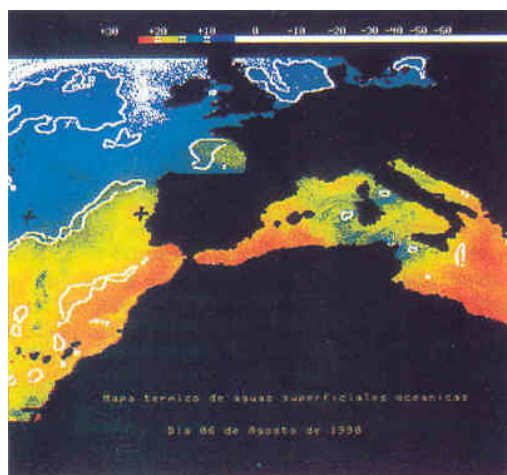 +30 +20 +10 0 -10 -20 -30 -40 -50 -60
Mapa termico de aguas superficiales oceanicas
Dia 06 de Agosto de 1998